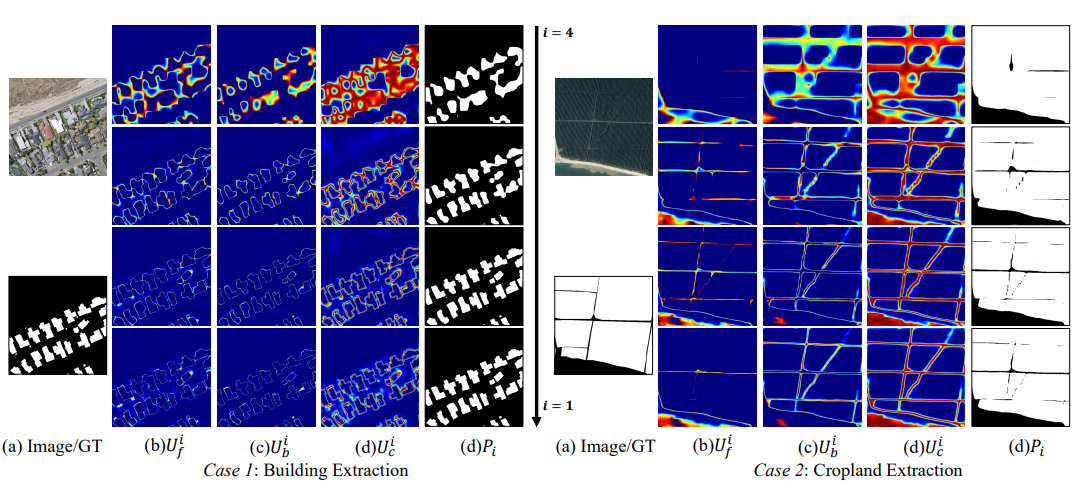 i = 4
i = 1
(a) Image/GT (b)U_f^i (c)U_b^i (d)U_c^i (d)P_i (a) Image/GT (b)U_f^i (c)U_b^i (d)U_c^i (d)P_i
Case 1: Building Extraction Case 2: Cropland Extraction